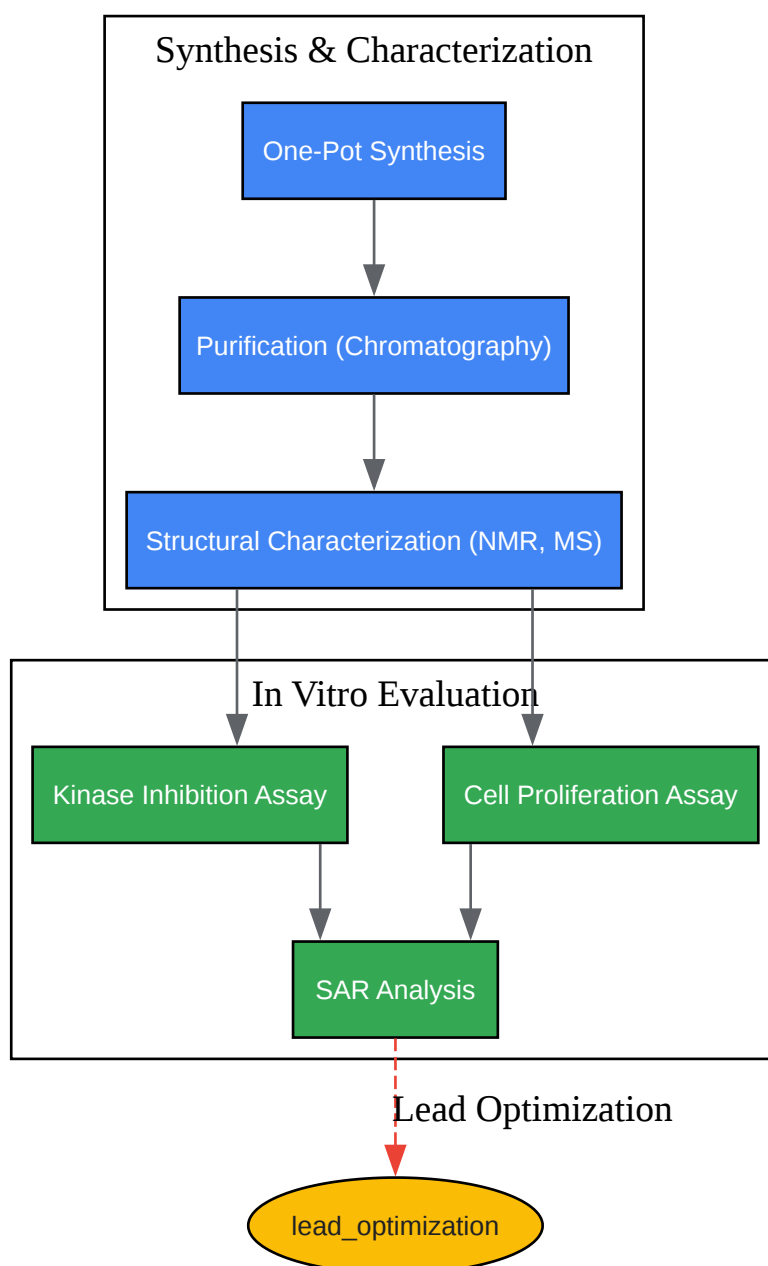 Synthesis & Characterization
One-Pot Synthesis
Purification (Chromatography)
Structural Characterization (NMR, MS)
In Vitro Evaluation
Kinase Inhibition Assay
Cell Proliferation Assay
SAR Analysis
Lead Optimization
lead_optimization